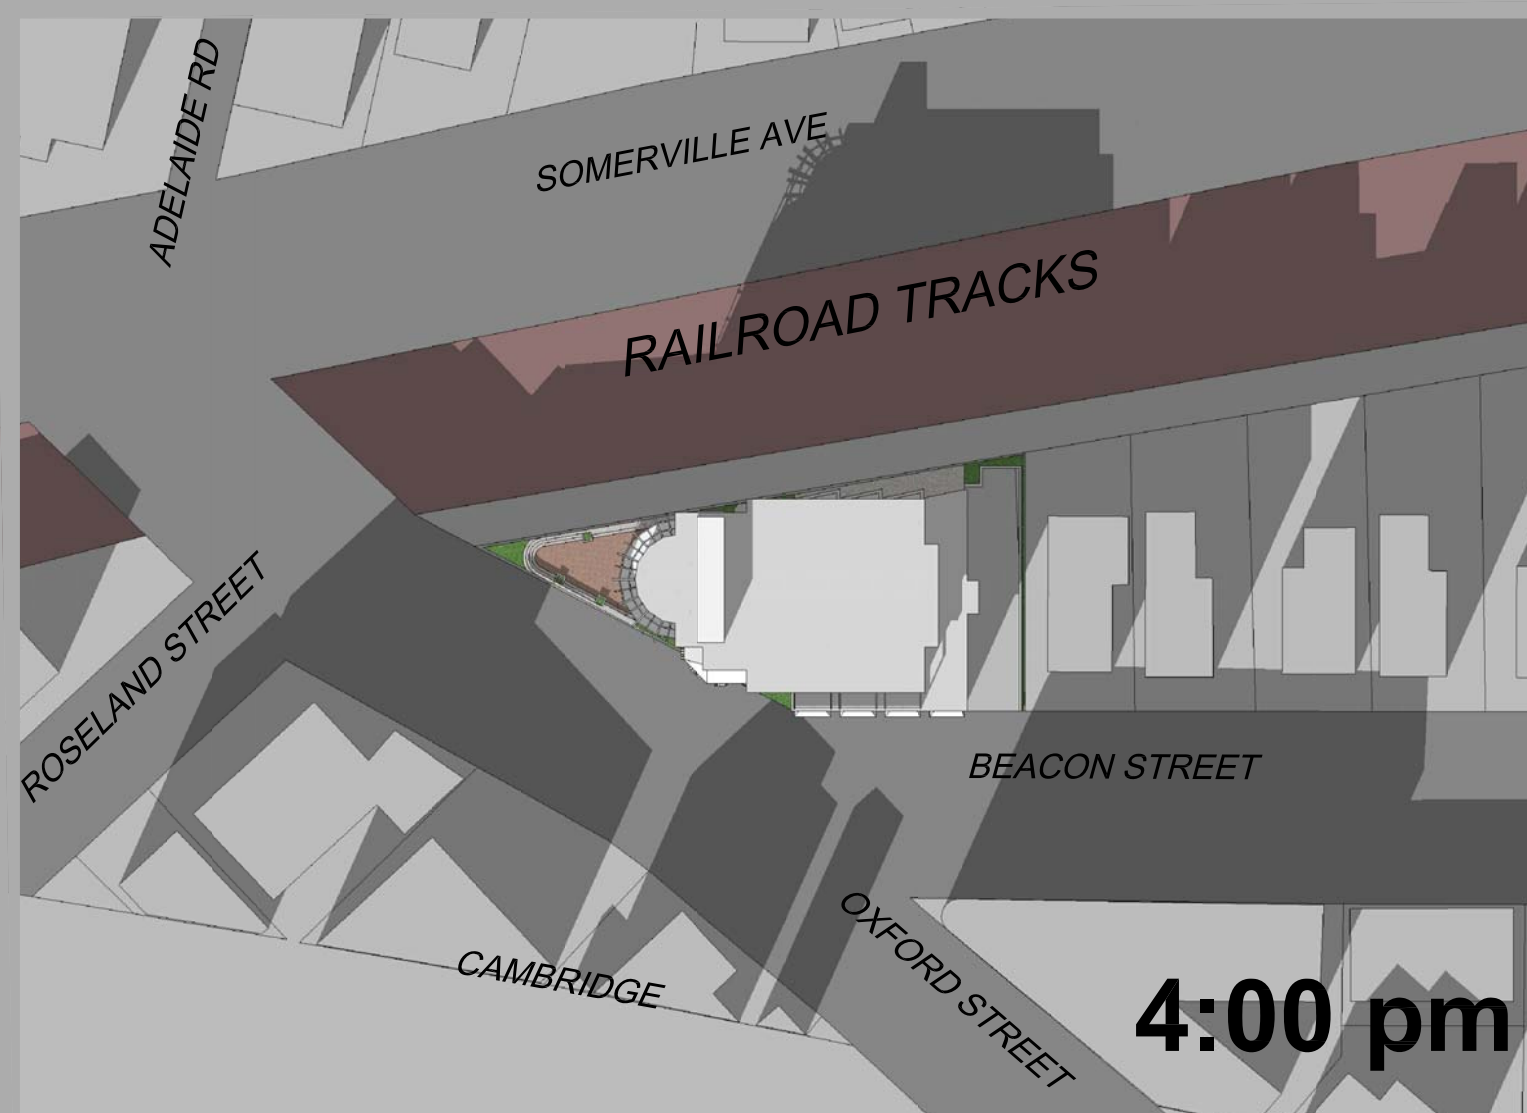 ADELAIDE RD
SOMERVILLE AVE
RAILROAD TRACKS
ROSELAND STREET
BEACON STREET
OXFORD STREET
CAMBRIDGE
4:00 pm